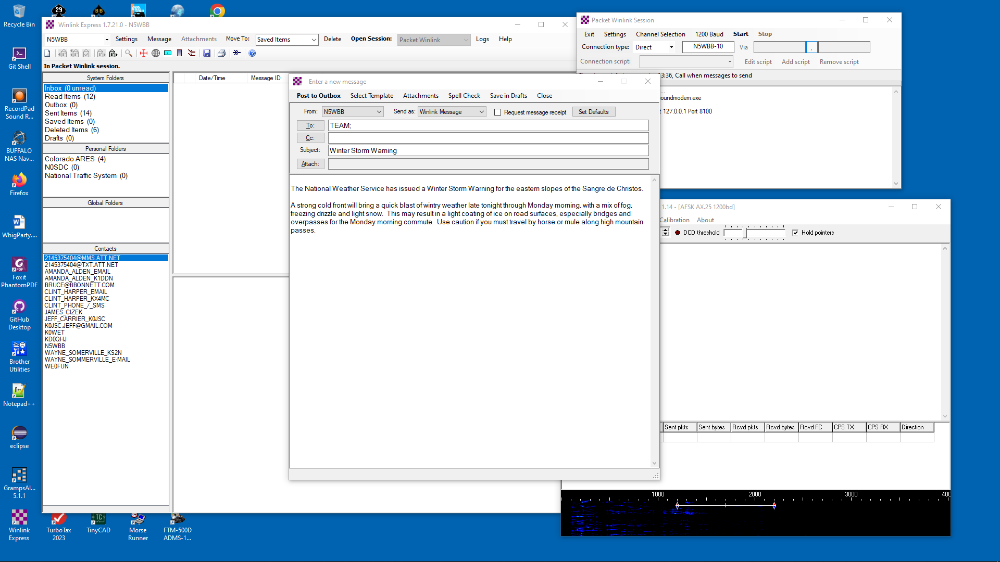 Recycle Bin
Git Shell
RecordPad
Sound R...
BUFFALO
NAS Nav...
Firefox
WhigParty....
Foxit
PhantomPDF
GitHub
Desktop
Brother
Utilities
Notepad++
eclipse
GrampsAI...
5.1.1
Winlink
Express
TurboTax
2023
TinyCAD
Morse
Runner
FTM-500D
ADMS-1...
29
BB
Winlink Express 1.7.21.0 - N5WBB
N5WBB Settings Message Attachments Move To: Saved Items Delete Open Session: Packet Winlink Logs Help
In Packet Winlink session.
System Folders
Inbox (0 unread)
Read Items (12)
Outbox (0)
Sent Items (14)
Saved Items (0)
Deleted Items (6)
Drafts (0)
Personal Folders
Colorado ARES (4)
N0SDC (0)
National Traffic System (0)
Global Folders
Contacts
2145375404@MMS.ATT.NET
2145375404@TXT.ATT.NET
AMANDA_ALDEN_EMAIL
AMANDA_ALDEN_K1DDN
BRUCE@BBONNETT.COM
CLINT_HARPER_EMAIL
CLINT_HARPER_KX4MC
CLINT_PHONE_/_SMS
JAMES_CIZEK
JEFF_CARRIER_K0JSC
K0JSC.JEFF@GMAIL.COM
K0WET
KD0QHJ
N5WBB
WAYNE_SOMERVILLE_KS2N
WAYNE_SOMMERVILLE_E-MAIL
WE0FUN
Date/Time Message ID
Enter a new message
Post to Outbox Select Template Attachments Spell Check Save in Drafts Close
From: N5WBB Send as: Winlink Message Request message receipt Set Defaults
To: TEAM;
Cc:
Subject: Winter Storm Warning
Attach:
The National Weather Service has issued a Winter Storm Warning for the eastern slopes of the Sangre de Christos.
A strong cold front will bring a quick blast of wintry weather late tonight through Monday morning, with a mix of fog,
freezing drizzle and light snow.  This may result in a light coating of ice on road surfaces, especially bridges and
overpasses for the Monday morning commute.  Use caution if you must travel by horse or mule along high mountain
passes.
Packet Winlink Session
Exit Settings Channel Selection 1200 Baud Start Stop
Connection type: Direct N5WBB-10 Via ,
Connection script: Edit script Add script Remove script
3:36, Call when messages to send
...
soundmodem.exe
t 127.0.0.1 Port 8100
1.14 - [AFSK AX.25 1200bd]
Calibration About
DCD threshold Hold pointers
Sent pkts Sent bytes Rcvd pkts Rcvd bytes Rcvd FC CPS TX CPS RX Direction
1000 2000 3000 400